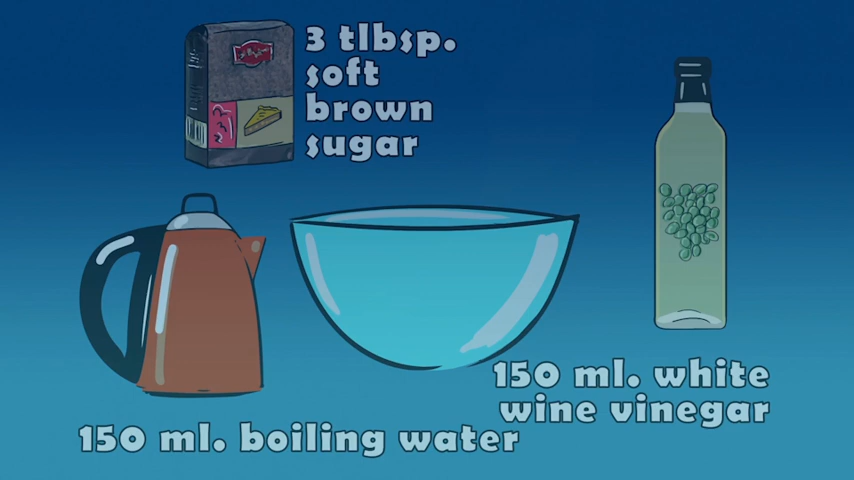 3 tlbsp.
soft
brown
sugar
150 ml. white
wine vinegar
150 ml. boiling water